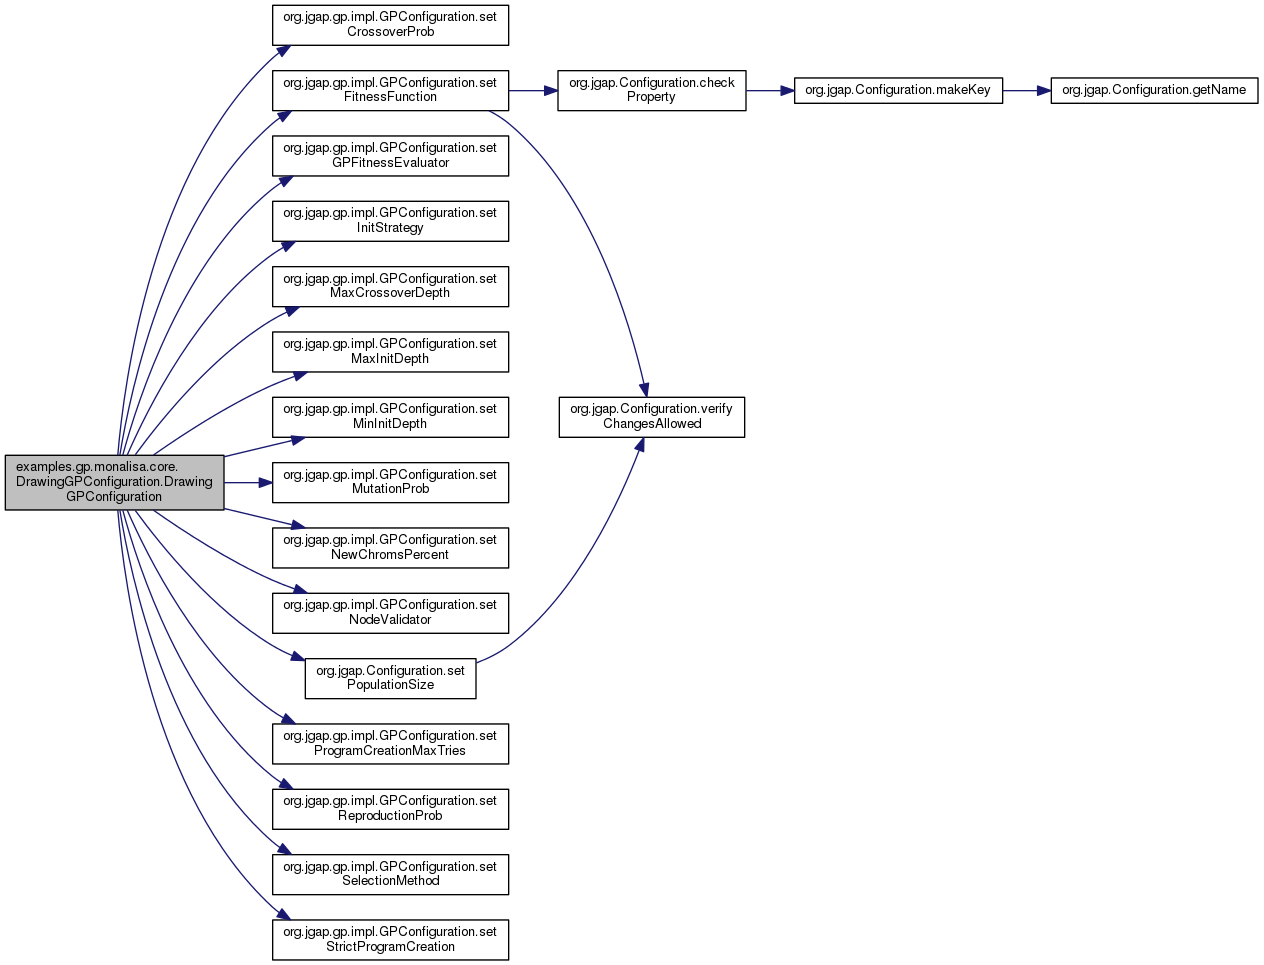 org.jgap.gp.impl.GPConfiguration.set
CrossoverProb
org.jgap.gp.impl.GPConfiguration.set
FitnessFunction
org.jgap.Configuration.check
Property
org.jgap.Configuration.makeKey
org.jgap.Configuration.getName
org.jgap.gp.impl.GPConfiguration.set
GPFitnessEvaluator
org.jgap.gp.impl.GPConfiguration.set
InitStrategy
org.jgap.gp.impl.GPConfiguration.set
MaxCrossoverDepth
org.jgap.gp.impl.GPConfiguration.set
MaxInitDepth
org.jgap.gp.impl.GPConfiguration.set
MinInitDepth
org.jgap.Configuration.verify
ChangesAllowed
examples.gp.monalisa.core.
DrawingGPConfiguration.Drawing
GPConfiguration
org.jgap.gp.impl.GPConfiguration.set
MutationProb
org.jgap.gp.impl.GPConfiguration.set
NewChromsPercent
org.jgap.gp.impl.GPConfiguration.set
NodeValidator
org.jgap.Configuration.set
PopulationSize
org.jgap.gp.impl.GPConfiguration.set
ProgramCreationMaxTries
org.jgap.gp.impl.GPConfiguration.set
ReproductionProb
org.jgap.gp.impl.GPConfiguration.set
SelectionMethod
org.jgap.gp.impl.GPConfiguration.set
StrictProgramCreation